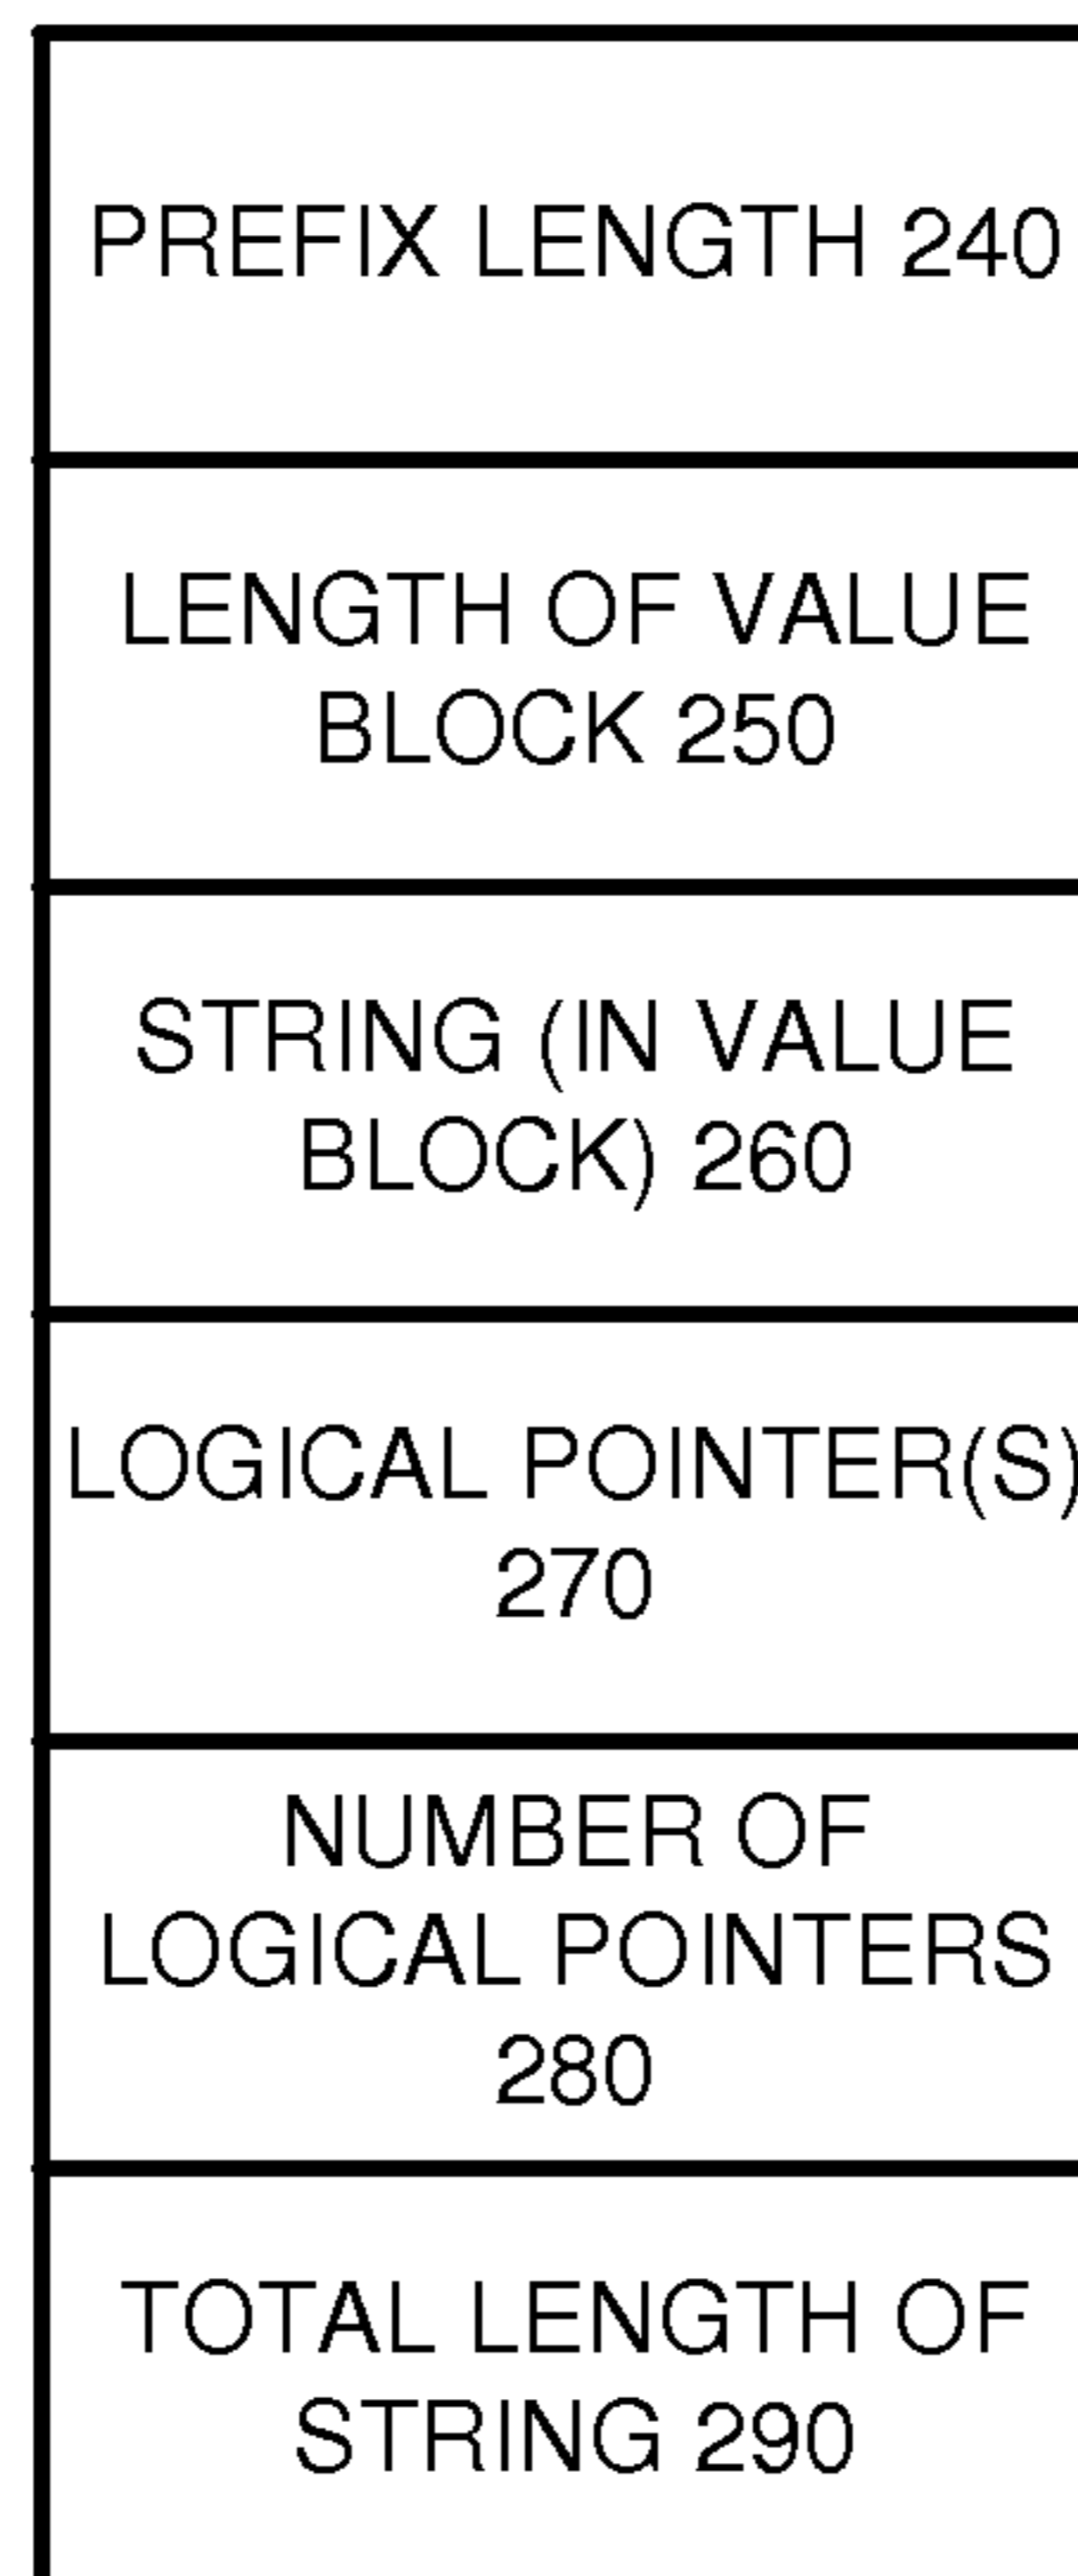 PREFIX LENGTH 240
LENGTH OF VALUE
BLOCK 250
STRING (IN VALUE
BLOCK) 260
LOGICAL POINTER(S)
270
NUMBER OF
LOGICAL POINTERS
280
TOTAL LENGTH OF
STRING 290